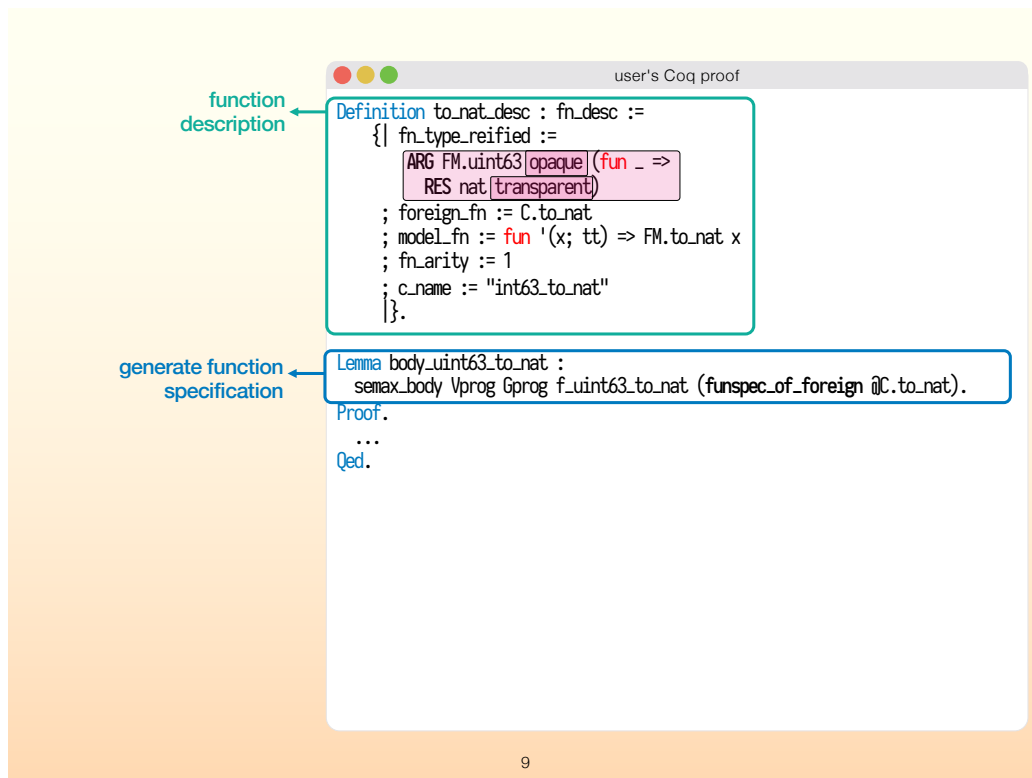 user's Coq proof
function
description
Definition to_nat_desc : fn_desc :=
{| fn_type_reified :=
ARG FM.uint63 opaque (fun _ =>
RES nat transparent)
; foreign_fn := C.to_nat
; model_fn := fun '(x; tt) => FM.to_nat x
; fn_arity := 1
; c_name := "int63_to_nat"
|}.
generate function
specification
Lemma body_uint63_to_nat :
semax_body Vprog Gprog f_uint63_to_nat (funspec_of_foreign @C.to_nat).
Proof.
...
Qed.
9